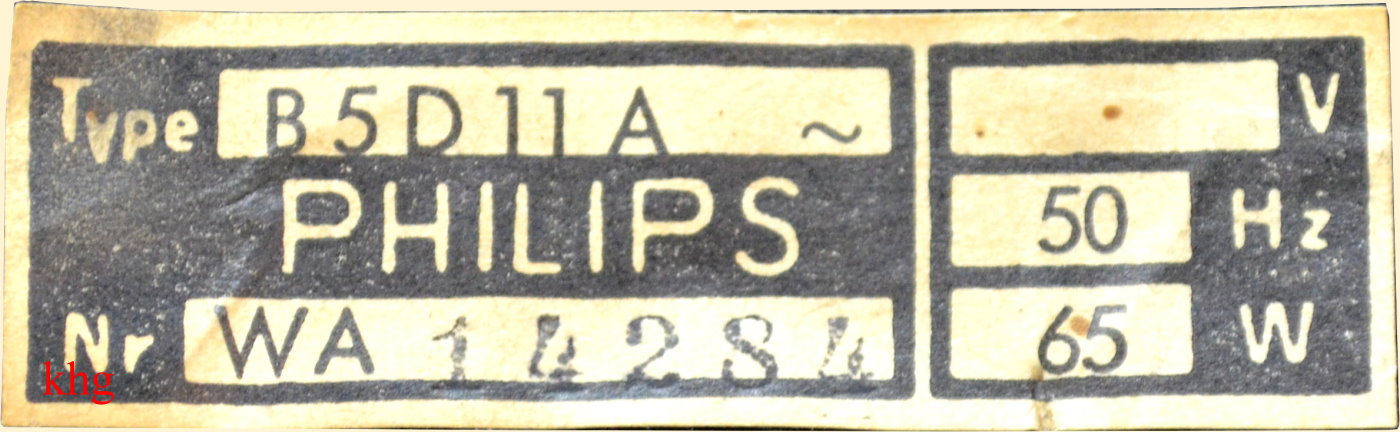 Type B5D11A ~
PHILIPS
Nr WA 14284
V
50 Hz
65 W
khg